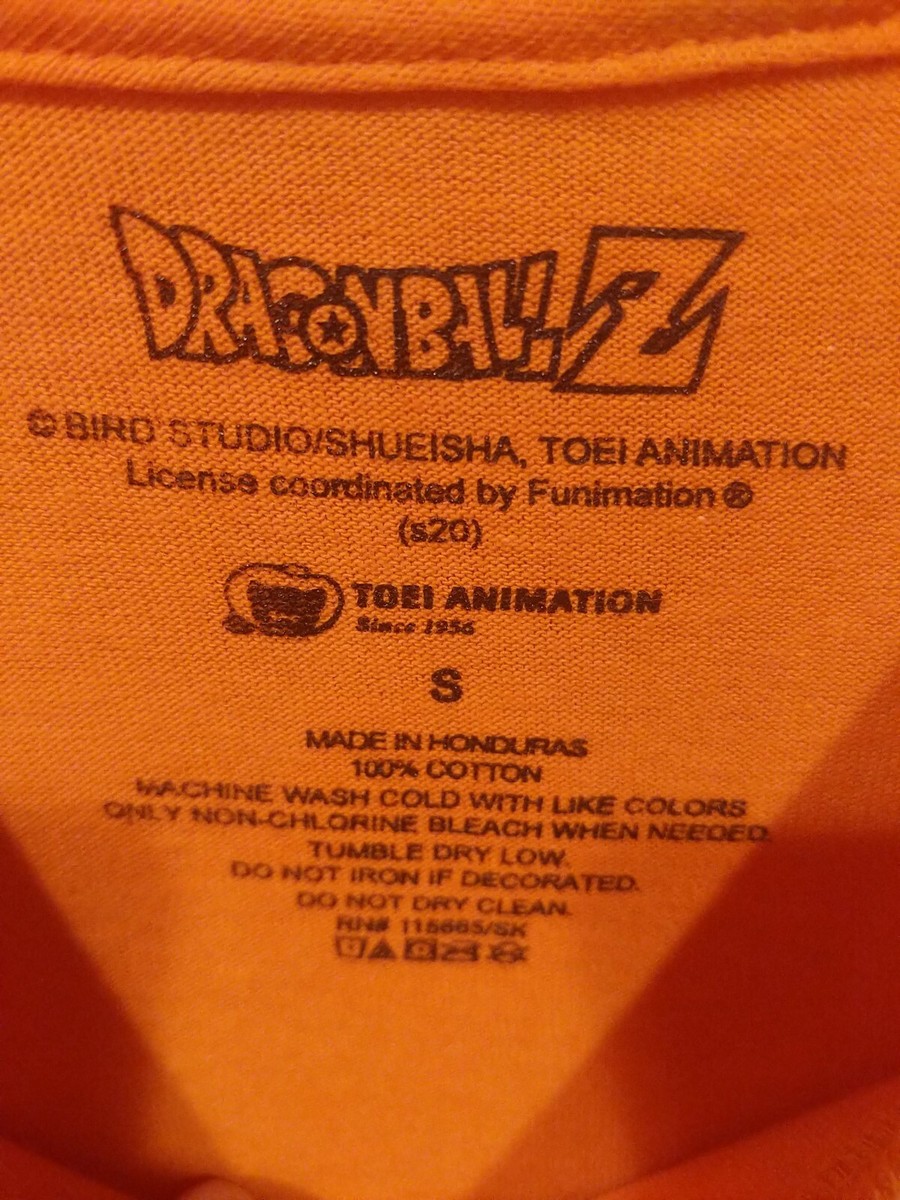 DRAGONBALL Z
© BIRD STUDIO/SHUEISHA, TOEI ANIMATION
License coordinated by Funimation ®
(s20)
TOEI ANIMATION
Since 1956
S
MADE IN HONDURAS
100% COTTON
MACHINE WASH COLD WITH LIKE COLORS
ONLY NON-CHLORINE BLEACH WHEN NEEDED.
TUMBLE DRY LOW.
DO NOT IRON IF DECORATED.
DO NOT DRY CLEAN.
RN# 115665/SK